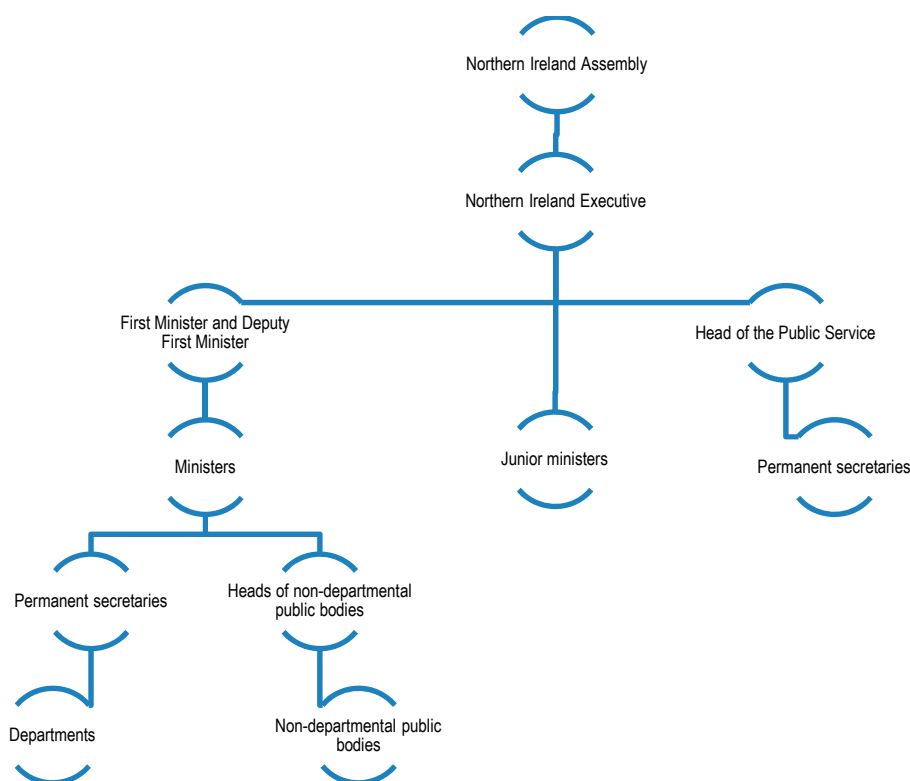 Northern Ireland Assembly
Northern Ireland Executive
First Minister and Deputy
First Minister
Head of the Public Service
Ministers
Junior ministers
Permanent secretaries
Permanent secretaries
Heads of non-departmental
public bodies
Departments
Non-departmental public
bodies